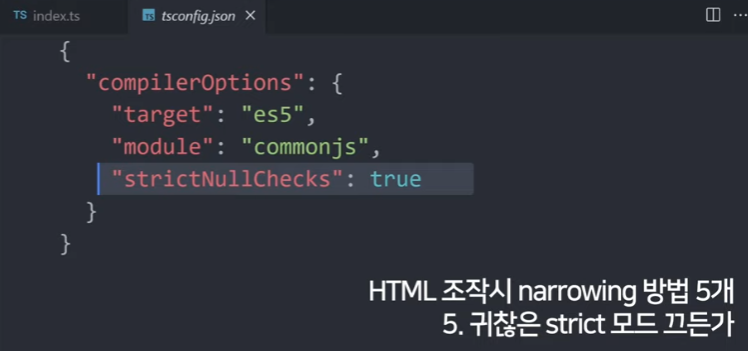 TS index.ts
tsconfig.json
{
"compilerOptions": {
"target": "es5",
"module": "commonjs",
"strictNullChecks": true
}
}
HTML 조작시 narrowing 방법 5개
5. 귀찮은 strict 모드 끄든가